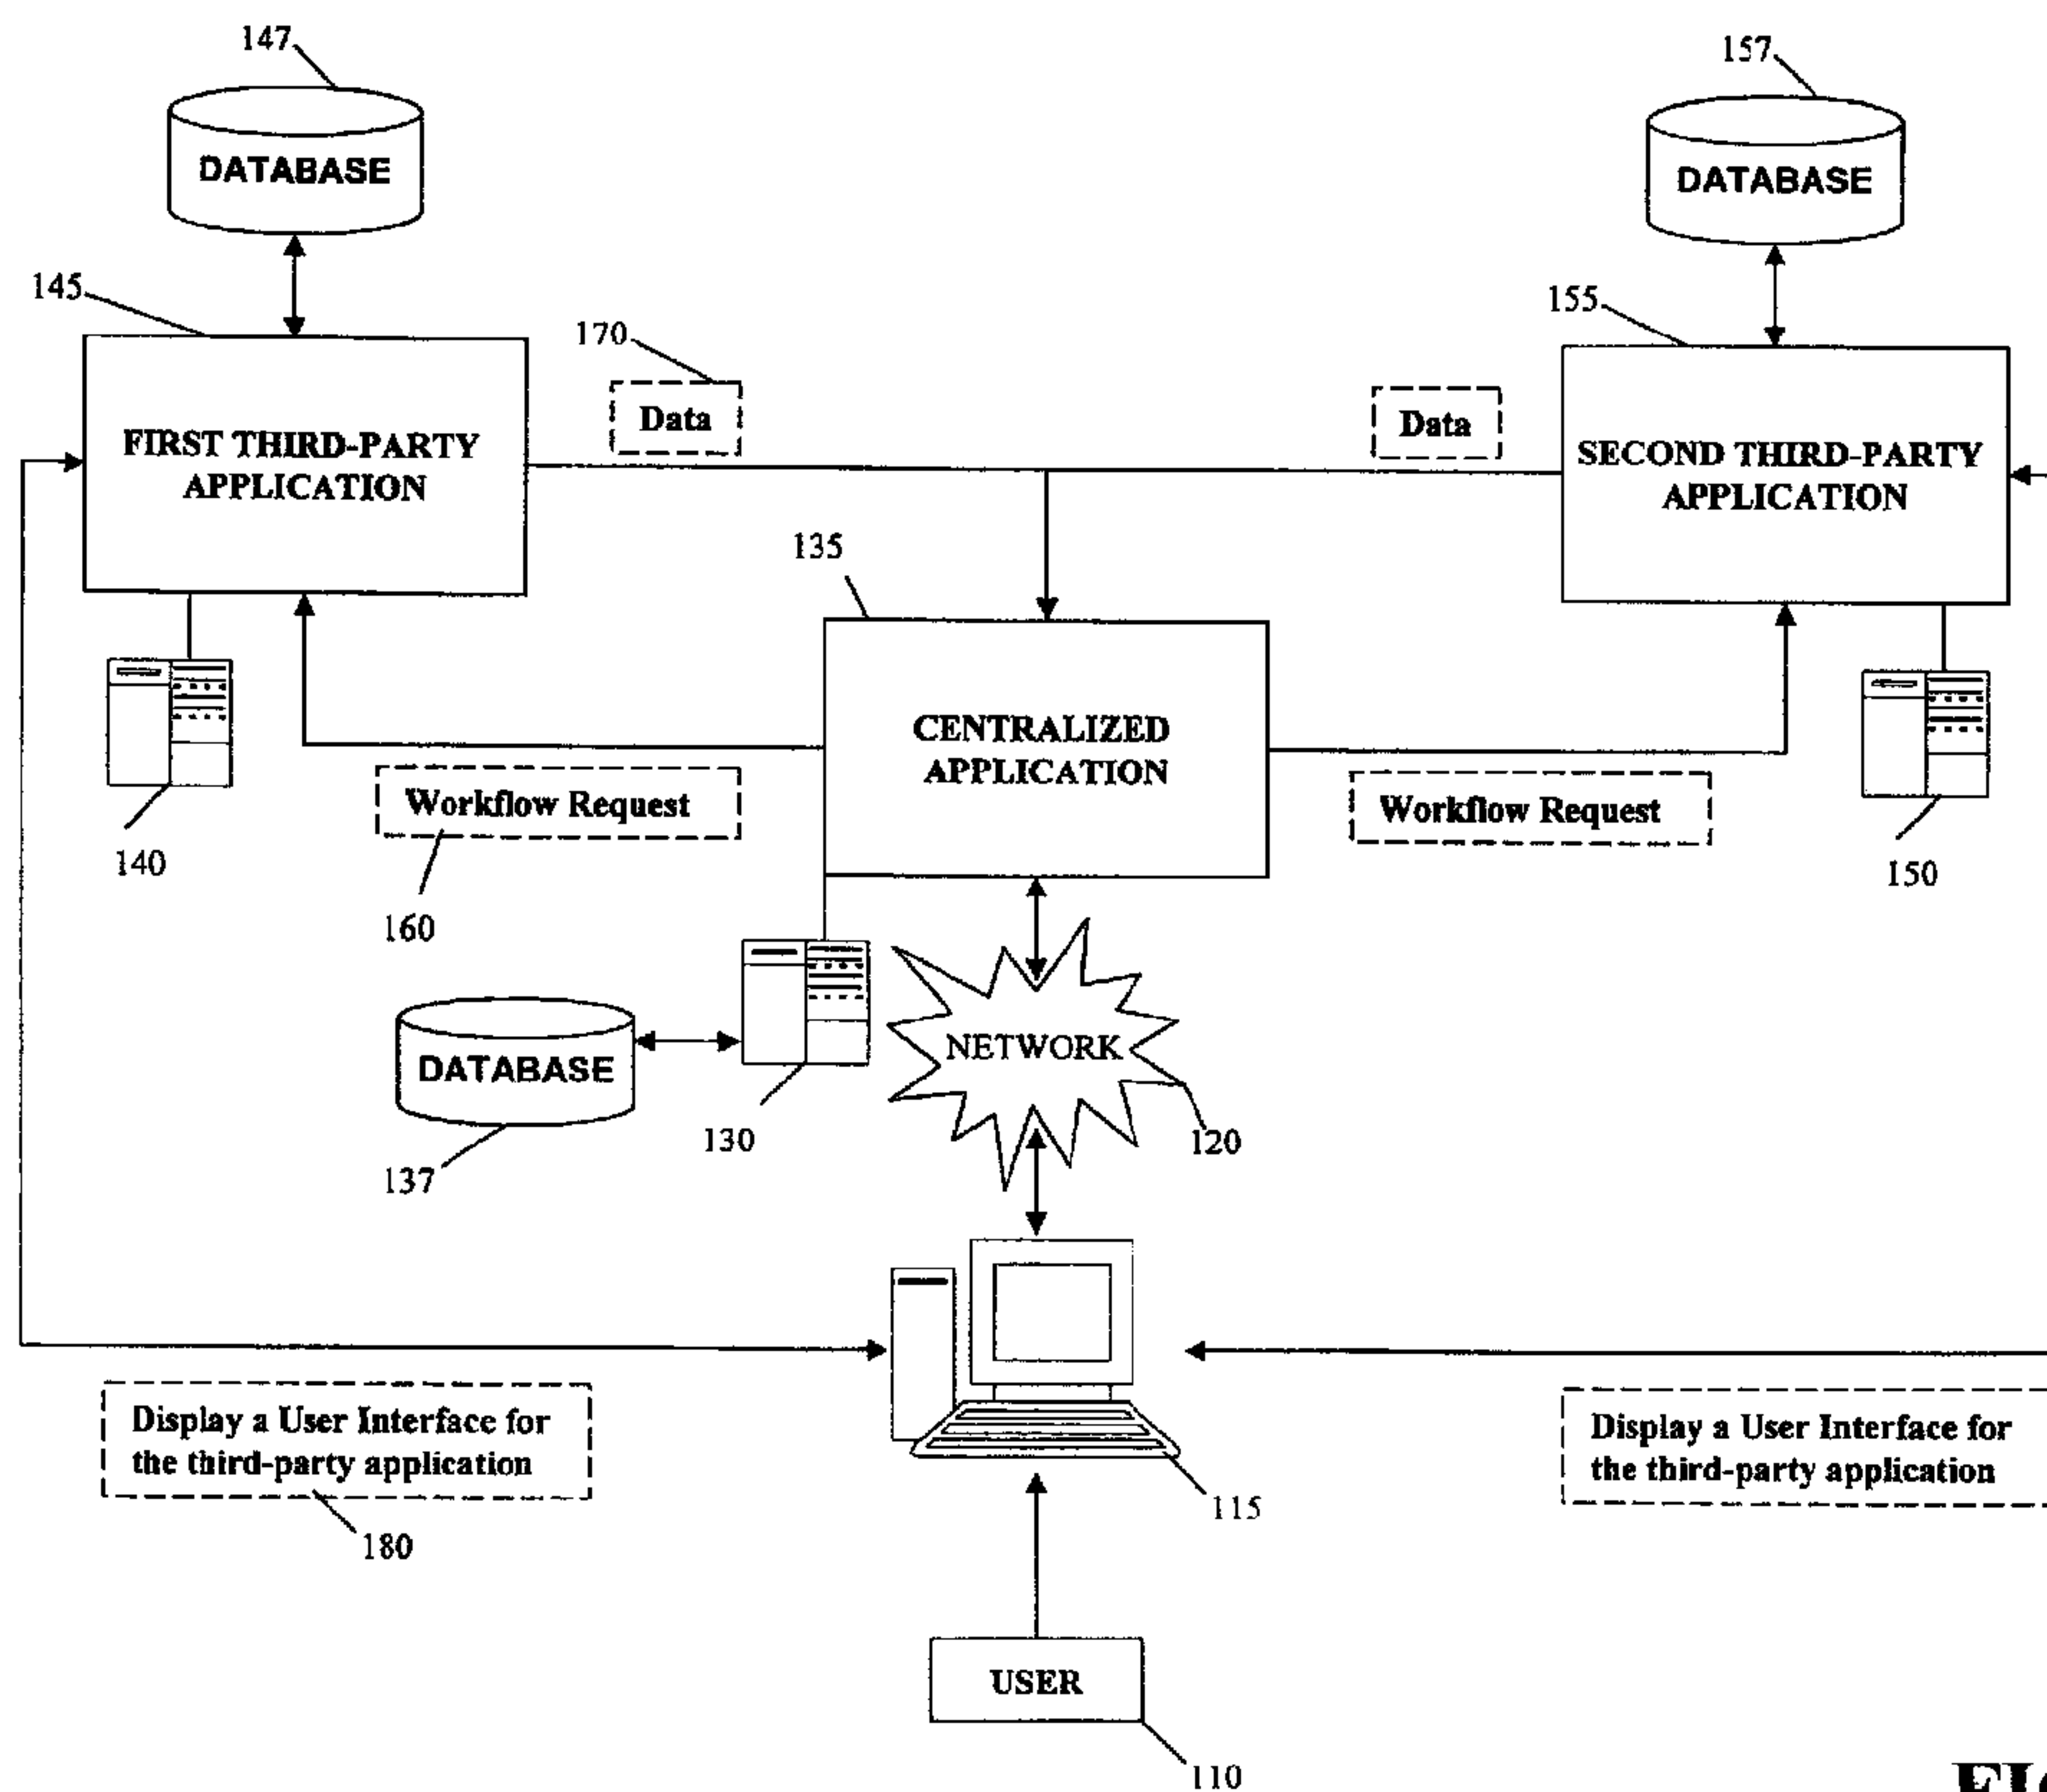 147
157
DATABASE
DATABASE
145
155
170
Data
Data
FIRST THIRD-PARTY
APPLICATION
SECOND THIRD-PARTY
APPLICATION
135
CENTRALIZED
APPLICATION
Workflow Request
Workflow Request
140
150
160
NETWORK
DATABASE
130
120
137
Display a User Interface for
the third-party application
Display a User Interface for
the third-party application
115
180
USER
110